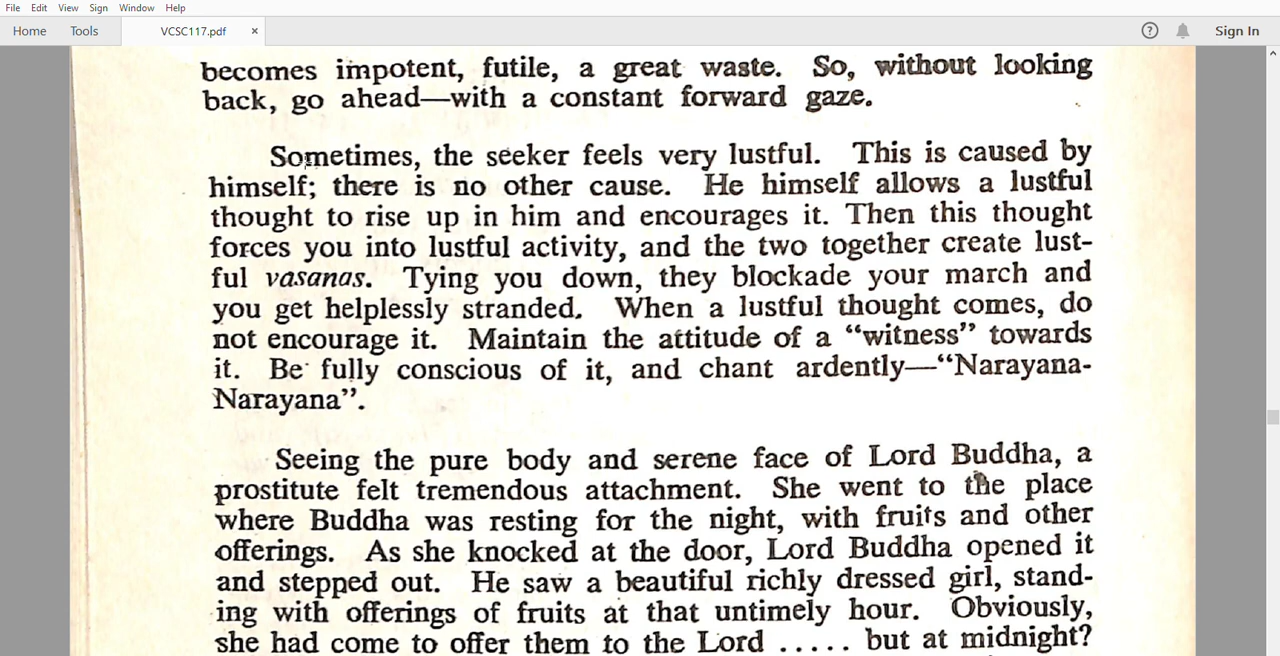 File Edit View Sign Window Help
Home Tools VCSC117.pdf × ? Sign In
becomes impotent, futile, a great waste. So, without looking
back, go ahead—with a constant forward gaze.
Sometimes, the seeker feels very lustful. This is caused by
himself; there is no other cause. He himself allows a lustful
thought to rise up in him and encourages it. Then this thought
forces you into lustful activity, and the two together create lust-
ful vasanas. Tying you down, they blockade your march and
you get helplessly stranded. When a lustful thought comes, do
not encourage it. Maintain the attitude of a “witness” towards
it. Be fully conscious of it, and chant ardently—“Narayana-
Narayana”.
Seeing the pure body and serene face of Lord Buddha, a
prostitute felt tremendous attachment. She went to the place
where Buddha was resting for the night, with fruits and other
offerings. As she knocked at the door, Lord Buddha opened it
and stepped out. He saw a beautiful richly dressed girl, stand-
ing with offerings of fruits at that untimely hour. Obviously,
she had come to offer them to the Lord ..... but at midnight?